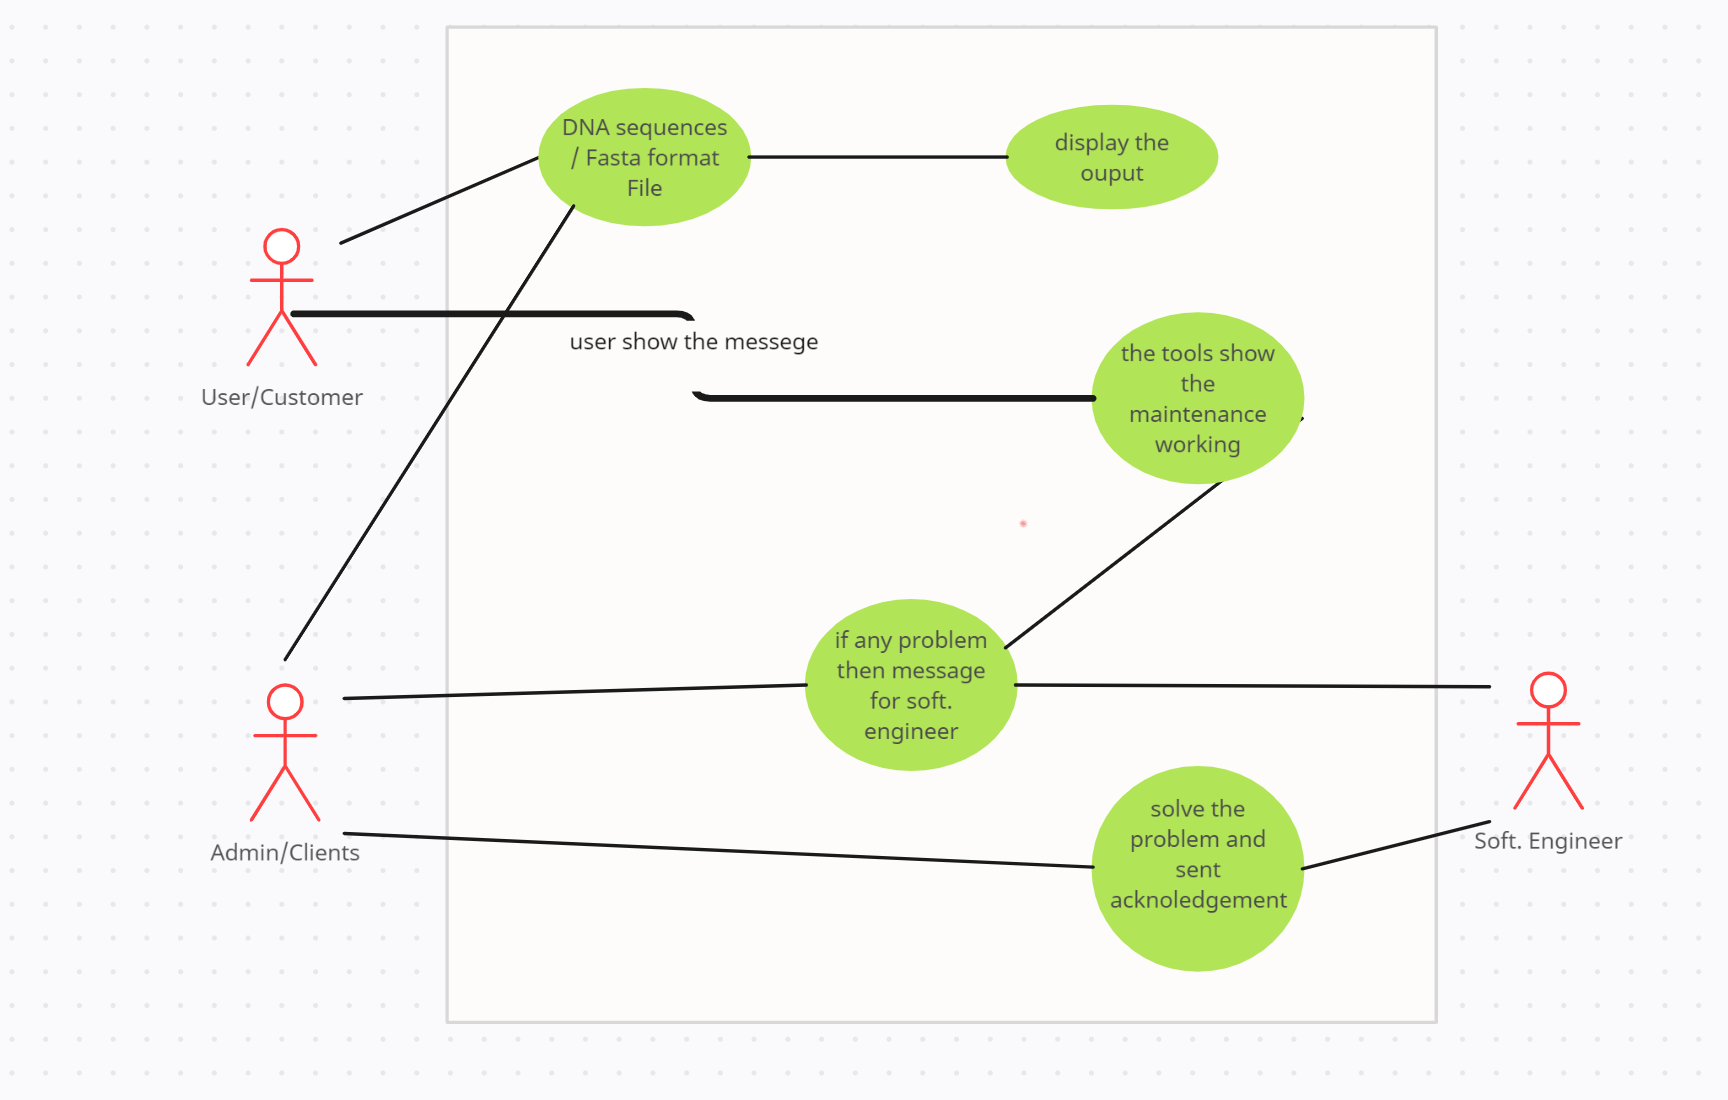 DNA sequences
/ Fasta format
File
display the
ouput
user show the messege
the tools show
the
maintenance
working
User/Customer
if any problem
then message
for soft.
engineer
solve the
problem and
sent
acknoledgement
Admin/Clients
Soft. Engineer